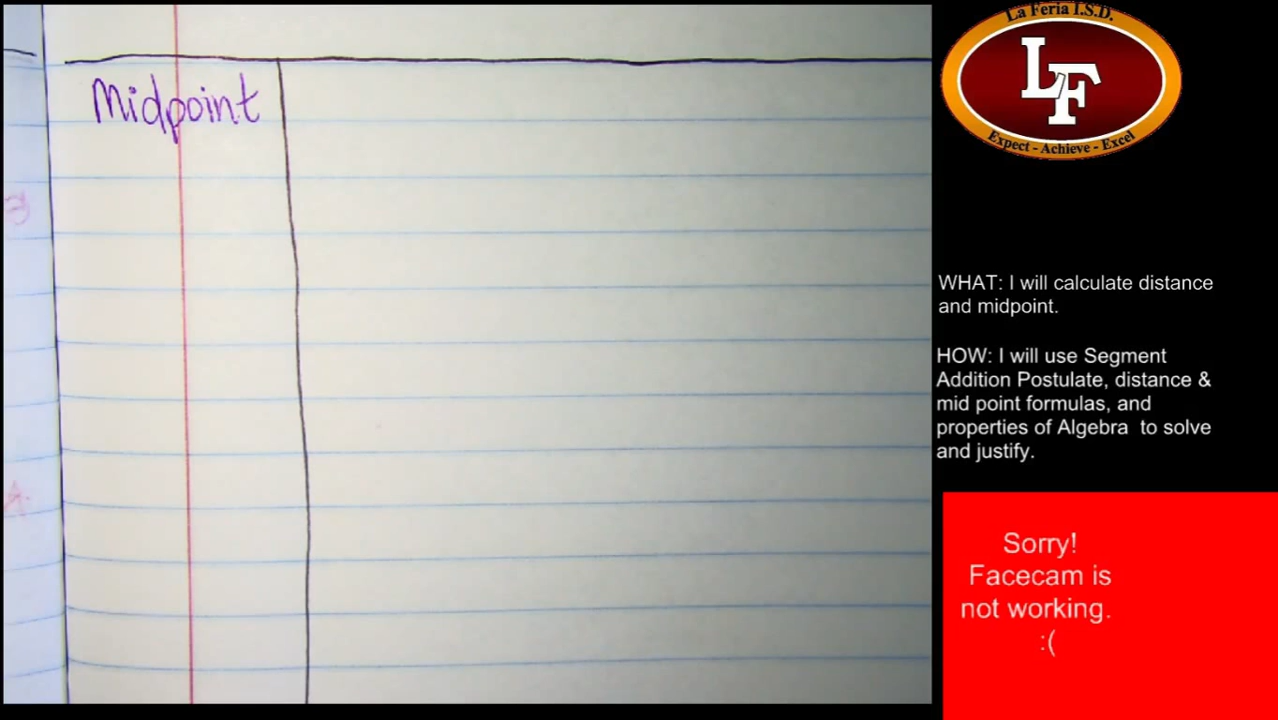 Midpoint
La Feria I.S.D.
LF
Expect - Achieve - Excel
WHAT: I will calculate distance
and midpoint.
HOW: I will use Segment
Addition Postulate, distance &
mid point formulas, and
properties of Algebra to solve
and justify.
Sorry!
Facecam is
not working.
:(